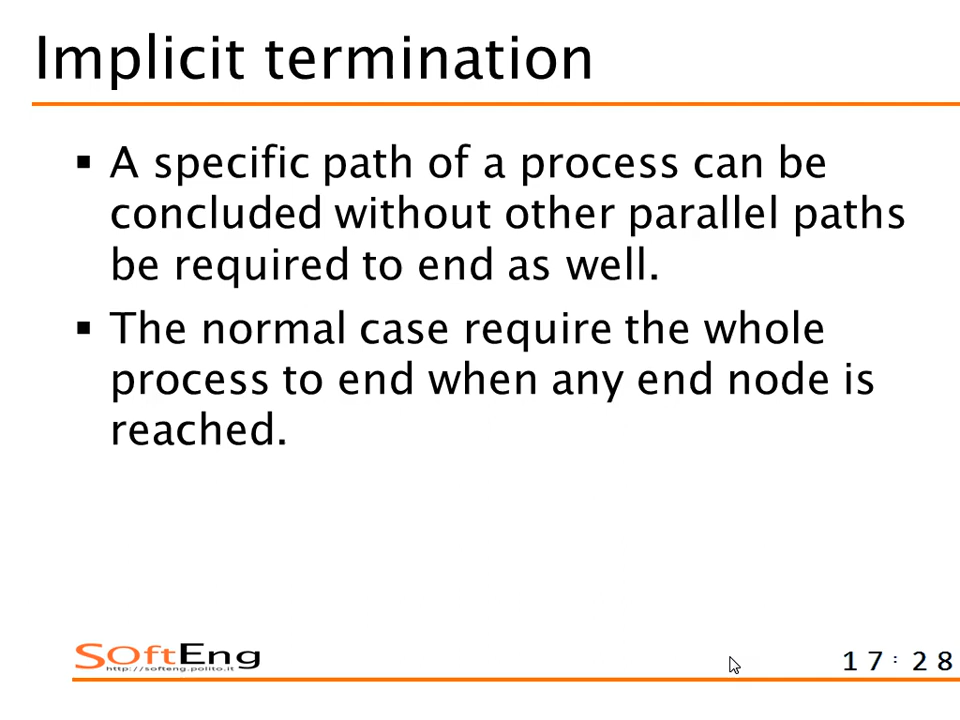 Implicit termination
▪ A specific path of a process can be
concluded without other parallel paths
be required to end as well.
▪ The normal case require the whole
process to end when any end node is
reached.
SOftEng
http://softeng.polito.it
17:28